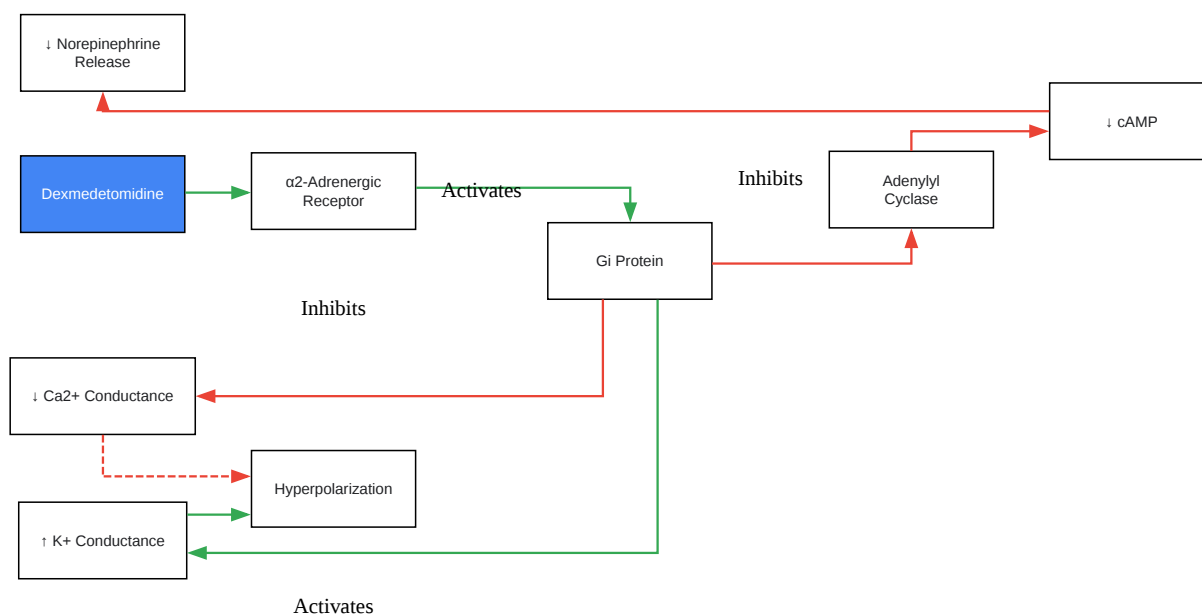 ↓ Norepinephrine
Release
↓ cAMP
Dexmedetomidine
α2-Adrenergic
Receptor
Activates
Inhibits
Adenylyl
Cyclase
Gi Protein
Inhibits
↓ Ca2+ Conductance
Hyperpolarization
↑ K+ Conductance
Activates